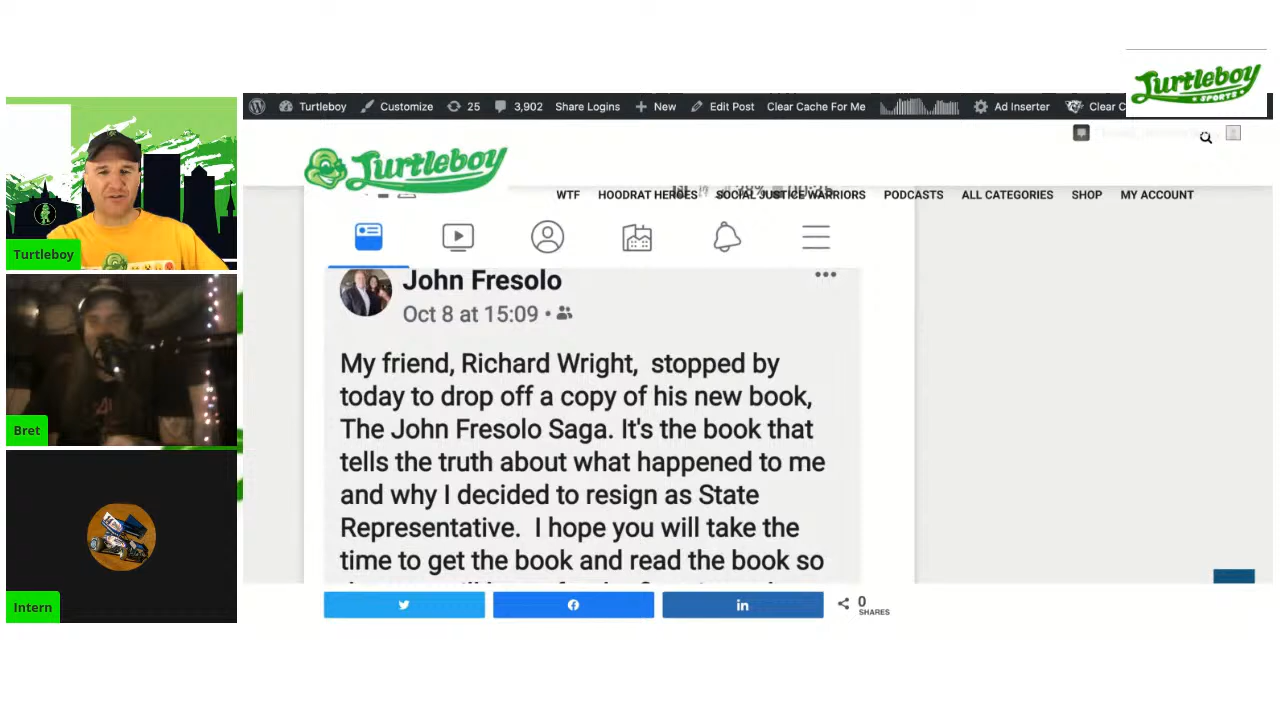 Turtleboy
SPORTS
Turtleboy
Customize
25
3,902
Share Logins
New
Edit Post
Clear Cache For Me
Ad Inserter
Clear C
Turtleboy
WTF
HOODRAT HEROES
SOCIAL JUSTICE WARRIORS
PODCASTS
ALL CATEGORIES
SHOP
MY ACCOUNT
John Fresolo
Oct 8 at 15:09 •
My friend, Richard Wright, stopped by
today to drop off a copy of his new book,
The John Fresolo Saga. It's the book that
tells the truth about what happened to me
and why I decided to resign as State
Representative. I hope you will take the
time to get the book and read the book so
0
SHARES
Turtleboy
Bret
Intern